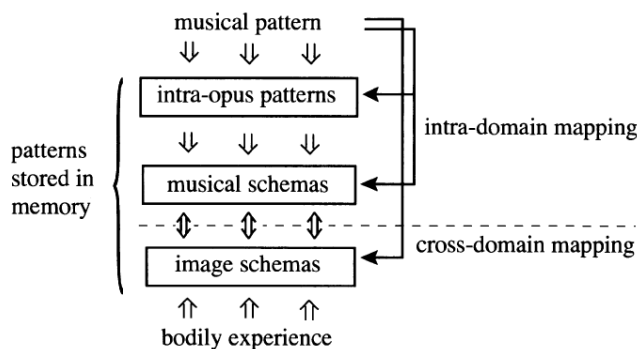 musical pattern
intra-opus patterns
intra-domain mapping
patterns
stored in
memory
musical schemas
cross-domain mapping
image schemas
bodily experience